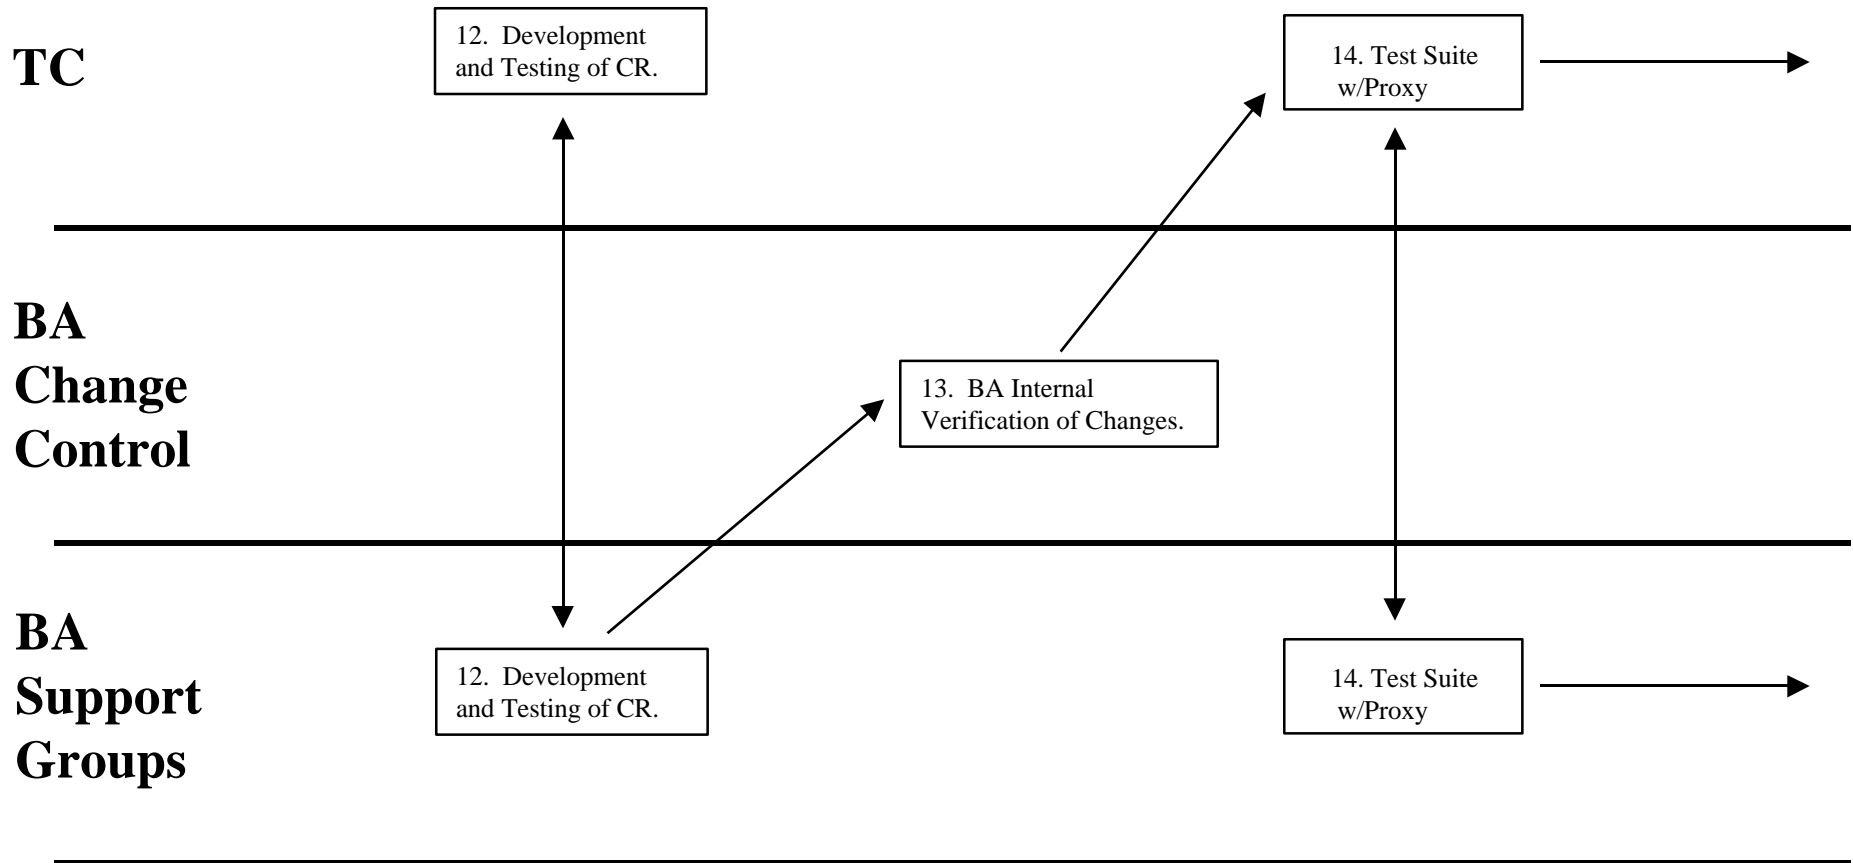 TC
12.  Development
and Testing of CR.
14. Test Suite
w/Proxy
BA
Change
Control
13.  BA Internal
Verification of Changes.
BA
Support
Groups
12.  Development
and Testing of CR.
14. Test Suite
w/Proxy